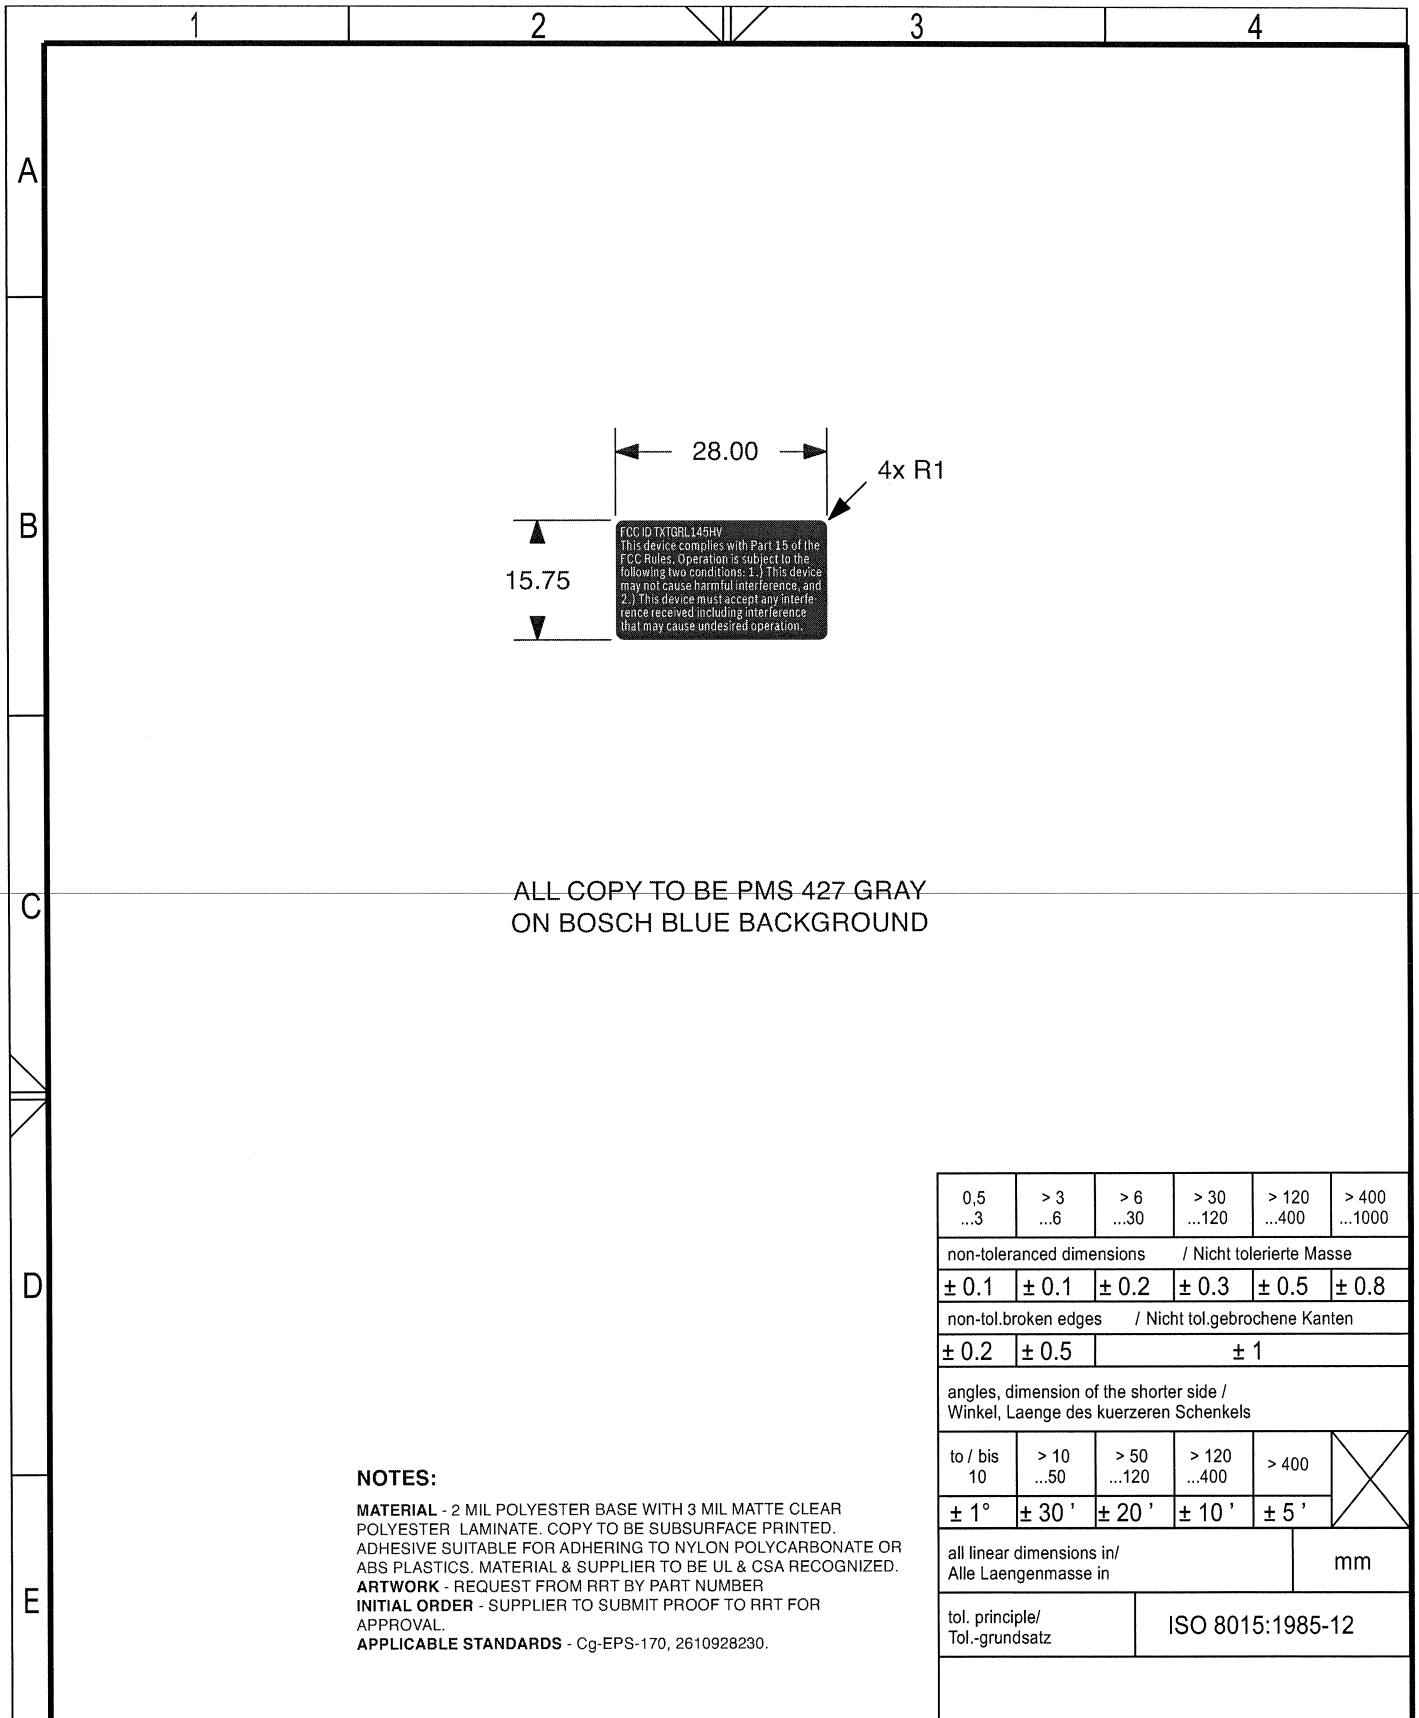 1 2 3 4
A
B
C
D
E
28.00
4x R1
15.75
FCC ID TXTGRL145HV
This device complies with Part 15 of the
FCC Rules. Operation is subject to the
following two conditions: 1.) This device
may not cause harmful interference, and
2.) This device must accept any interfe-
rence received including interference
that may cause undesired operation.
ALL COPY TO BE PMS 427 GRAY
ON BOSCH BLUE BACKGROUND
0,5 > 3 > 6 > 30 > 120 > 400
...3 ...6 ...30 ...120 ...400 ...1000
non-toleranced dimensions / Nicht tolerierte Masse
± 0.1 ± 0.1 ± 0.2 ± 0.3 ± 0.5 ± 0.8
non-tol.broken edges / Nicht tol.gebrochene Kanten
± 0.2 ± 0.5 ± 1
angles, dimension of the shorter side /
Winkel, Laenge des kuerzeren Schenkels
to / bis > 10 > 50 > 120 > 400
10 ...50 ...120 ...400
± 1° ± 30 ' ± 20 ' ± 10 ' ± 5 '
all linear dimensions in/
Alle Laengenmasse in
mm
tol. principle/
Tol.-grundsatz
ISO 8015:1985-12
NOTES:
MATERIAL - 2 MIL POLYESTER BASE WITH 3 MIL MATTE CLEAR
POLYESTER LAMINATE. COPY TO BE SUBSURFACE PRINTED.
ADHESIVE SUITABLE FOR ADHERING TO NYLON POLYCARBONATE OR
ABS PLASTICS. MATERIAL & SUPPLIER TO BE UL & CSA RECOGNIZED.
ARTWORK - REQUEST FROM RRT BY PART NUMBER
INITIAL ORDER - SUPPLIER TO SUBMIT PROOF TO RRT FOR
APPROVAL.
APPLICABLE STANDARDS - Cg-EPS-170, 2610928230.